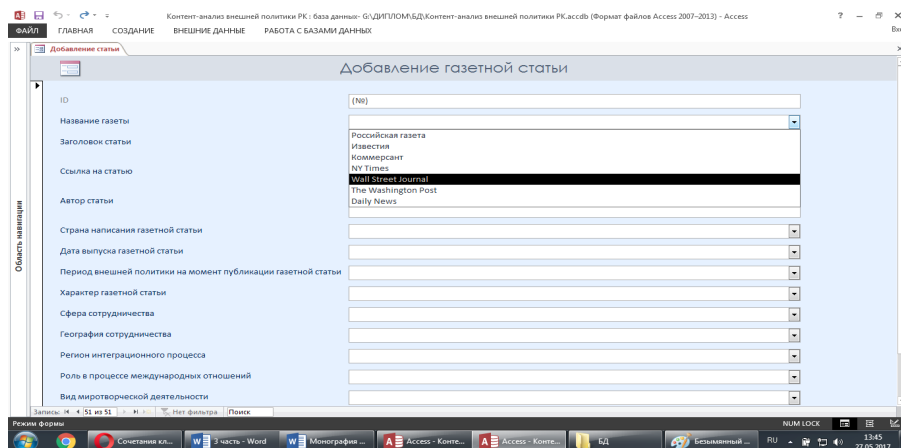 Контент-анализ внешней политики РК : база данных- G:\ДИПЛОМ\БД\Контент-анализ внешней политики РК.accdb (Формат файлов Access 2007–2013) - Access
ФАЙЛ ГЛАВНАЯ СОЗДАНИЕ ВНЕШНИЕ ДАННЫЕ РАБОТА С БАЗАМИ ДАННЫХ
Добавление статьи
Добавление газетной статьи
ID (№)
Название газеты
Российская газета
Заголовок статьи
Известия
Коммерсант
NY Times
Ссылка на статью
Wall Street Journal
The Washington Post
Автор статьи
Daily News
Страна написания газетной статьи
Дата выпуска газетной статьи
Период внешней политики на момент публикации газетной статьи
Характер газетной статьи
Сфера сотрудничества
География сотрудничества
Регион интеграционного процесса
Роль в процессе международных отношений
Вид миротворческой деятельности
Область навигации
Запись: 51 из 51 Нет фильтра Поиск
Режим формы NUM LOCK
Сочетания кл... 3 часть - Word Монография ... Access - Конте... Access - Конте... БД Безымянный ... RU 13:45
27.05.2017